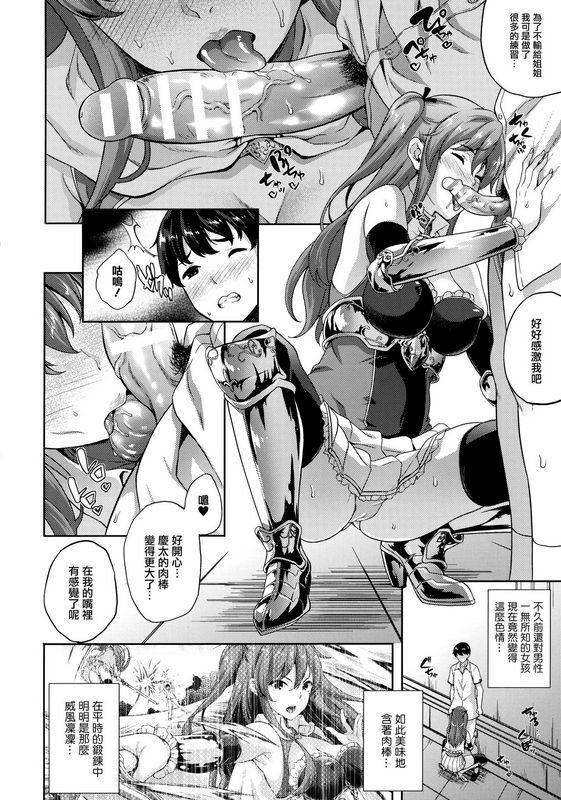 為了不輸給姐姐
我可是做了
很多的練習…
好好感激我吧
咕嗚
嗯♥
好開心…
慶太的肉棒
變得更大了…
在我的嘴裡
有感覺了呢
不久前還對男性
一無所知的女孩
現在竟然變得
這麼色情…
如此美味地
含著肉棒…
在平時的鍛鍊中
明明是那麼
威風凜凜…